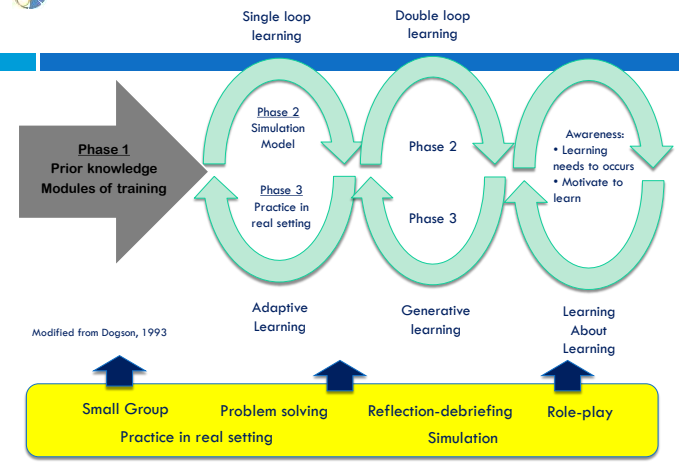 Single loop
learning
Double loop
learning
Phase 1
Prior knowledge
Modules of training
Phase 2
Simulation
Model
Phase 3
Practice in
real setting
Phase 2
Phase 3
Awareness:
• Learning
needs to occurs
• Motivate to
learn
Adaptive
Learning
Generative
learning
Learning
About
Learning
Modified from Dogson, 1993
Small Group
Problem solving
Reflection-debriefing
Role-play
Practice in real setting
Simulation